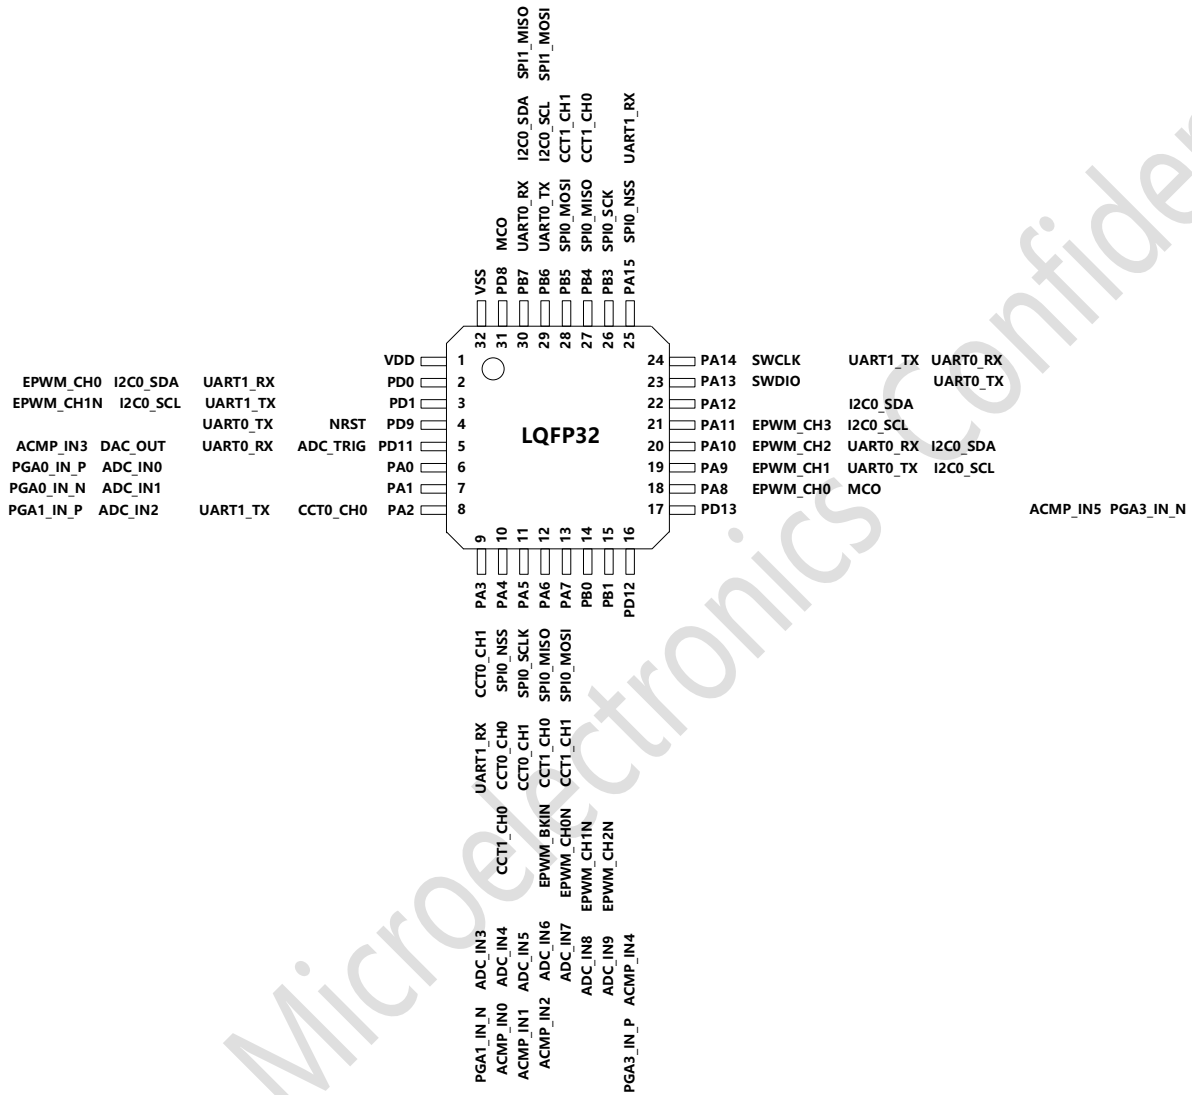 SPI1_MISO
SPI1_MOSI
I2C0_SDA
I2C0_SCL
CCT1_CH1
CCT1_CH0
UART1_RX
MCO
UART0_RX
UART0_TX
SPI0_MOSI
SPI0_MISO
SPI0_SCK
SPI0_NSS
VSS
PD8
PB7
PB6
PB5
PB4
PB3
PA15
32
31
30
29
28
27
26
25
VDD 1
EPWM_CH0 I2C0_SDA UART1_RX PD0 2
EPWM_CH1N I2C0_SCL UART1_TX PD1 3
UART0_TX NRST PD9 4
ACMP_IN3 DAC_OUT UART0_RX ADC_TRIG PD11 5
PGA0_IN_P ADC_IN0 PA0 6
PGA0_IN_N ADC_IN1 PA1 7
PGA1_IN_P ADC_IN2 UART1_TX CCT0_CH0 PA2 8
LQFP32
24 PA14 SWCLK UART1_TX UART0_RX
23 PA13 SWDIO UART0_TX
22 PA12 I2C0_SDA
21 PA11 EPWM_CH3 I2C0_SCL
20 PA10 EPWM_CH2 UART0_RX I2C0_SDA
19 PA9 EPWM_CH1 UART0_TX I2C0_SCL
18 PA8 EPWM_CH0 MCO
17 PD13 ACMP_IN5 PGA3_IN_N
9
10
11
12
13
14
15
16
PA3
PA4
PA5
PA6
PA7
PB0
PB1
PD12
CCT0_CH1
SPI0_NSS
SPI0_SCLK
SPI0_MISO
SPI0_MOSI
UART1_RX
CCT0_CH0
CCT0_CH1
CCT1_CH0
CCT1_CH1
CCT1_CH0
EPWM_BKIN
EPWM_CH0N
EPWM_CH1N
EPWM_CH2N
ADC_IN3
ADC_IN4
ADC_IN5
ADC_IN6
ADC_IN7
ADC_IN8
ADC_IN9
ACMP_IN4
PGA1_IN_N
ACMP_IN0
ACMP_IN1
ACMP_IN2
PGA3_IN_P
Microelectronics Confiden